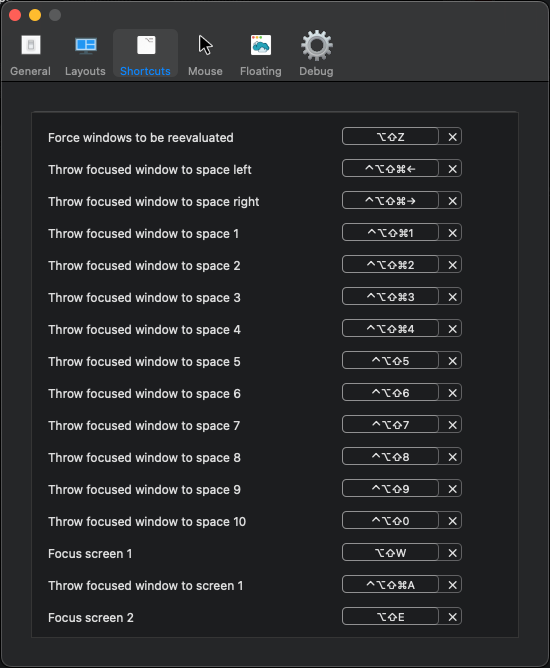 General Layouts Shortcuts Mouse Floating Debug
Force windows to be reevaluated ⌥⇧Z ✕
Throw focused window to space left ^⌥⇧⌘← ✕
Throw focused window to space right ^⌥⇧⌘→ ✕
Throw focused window to space 1 ^⌥⇧⌘1 ✕
Throw focused window to space 2 ^⌥⇧⌘2 ✕
Throw focused window to space 3 ^⌥⇧⌘3 ✕
Throw focused window to space 4 ^⌥⇧⌘4 ✕
Throw focused window to space 5 ^⌥⇧5 ✕
Throw focused window to space 6 ^⌥⇧6 ✕
Throw focused window to space 7 ^⌥⇧7 ✕
Throw focused window to space 8 ^⌥⇧8 ✕
Throw focused window to space 9 ^⌥⇧9 ✕
Throw focused window to space 10 ^⌥⇧0 ✕
Focus screen 1 ⌥⇧W ✕
Throw focused window to screen 1 ^⌥⇧⌘A ✕
Focus screen 2 ⌥⇧E ✕